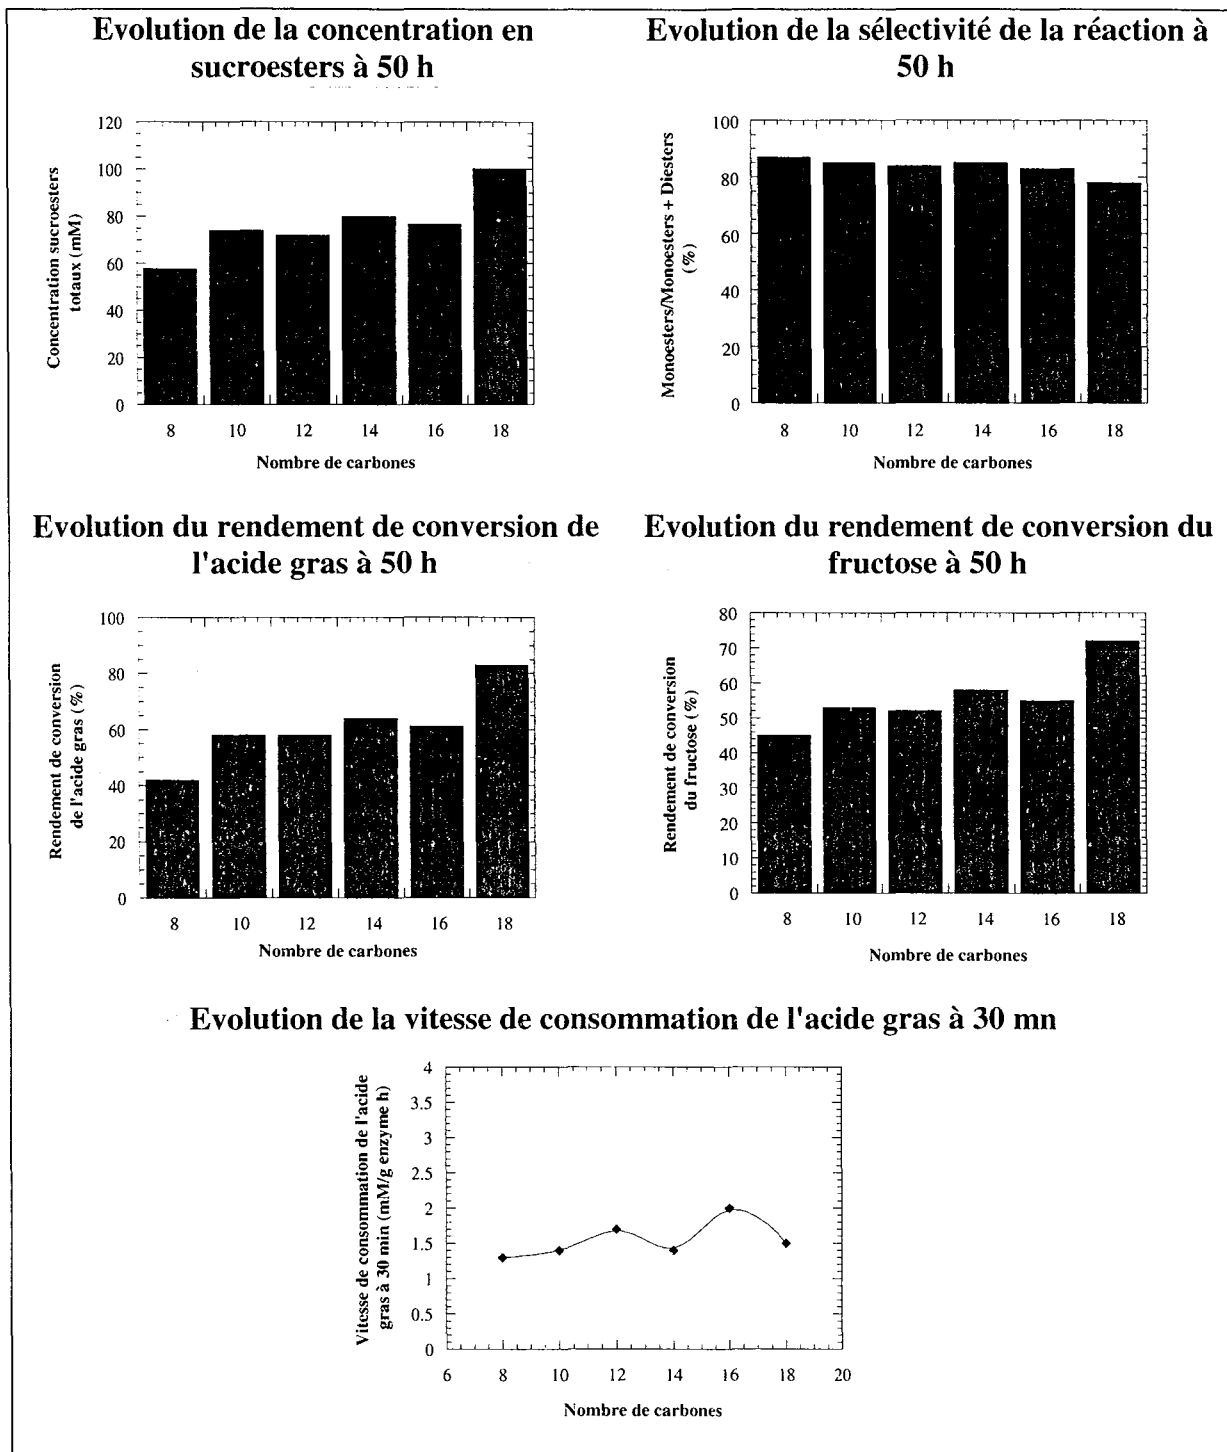 Evolution de la concentration en
sucroesters à 50 h
Concentration sucroesters
totaux (mM)
120
100
80
60
40
20
0
8 10 12 14 16 18
Nombre de carbones
Evolution de la sélectivité de la réaction à
50 h
Monoesters/Monoesters + Diesters
(%)
100
80
60
40
20
0
8 10 12 14 16 18
Nombre de carbones
Evolution du rendement de conversion de
l'acide gras à 50 h
Rendement de conversion
de l'acide gras (%)
100
80
60
40
20
0
8 10 12 14 16 18
Nombre de carbones
Evolution du rendement de conversion du
fructose à 50 h
Rendement de conversion
du fructose (%)
80
70
60
50
40
30
20
10
0
8 10 12 14 16 18
Nombre de carbones
Evolution de la vitesse de consommation de l'acide gras à 30 mn
Vitesse de consommation de l'acide
gras à 30 min (mM/g enzyme h)
4
3.5
3
2.5
2
1.5
1
0.5
0
6 8 10 12 14 16 18 20
Nombre de carbones